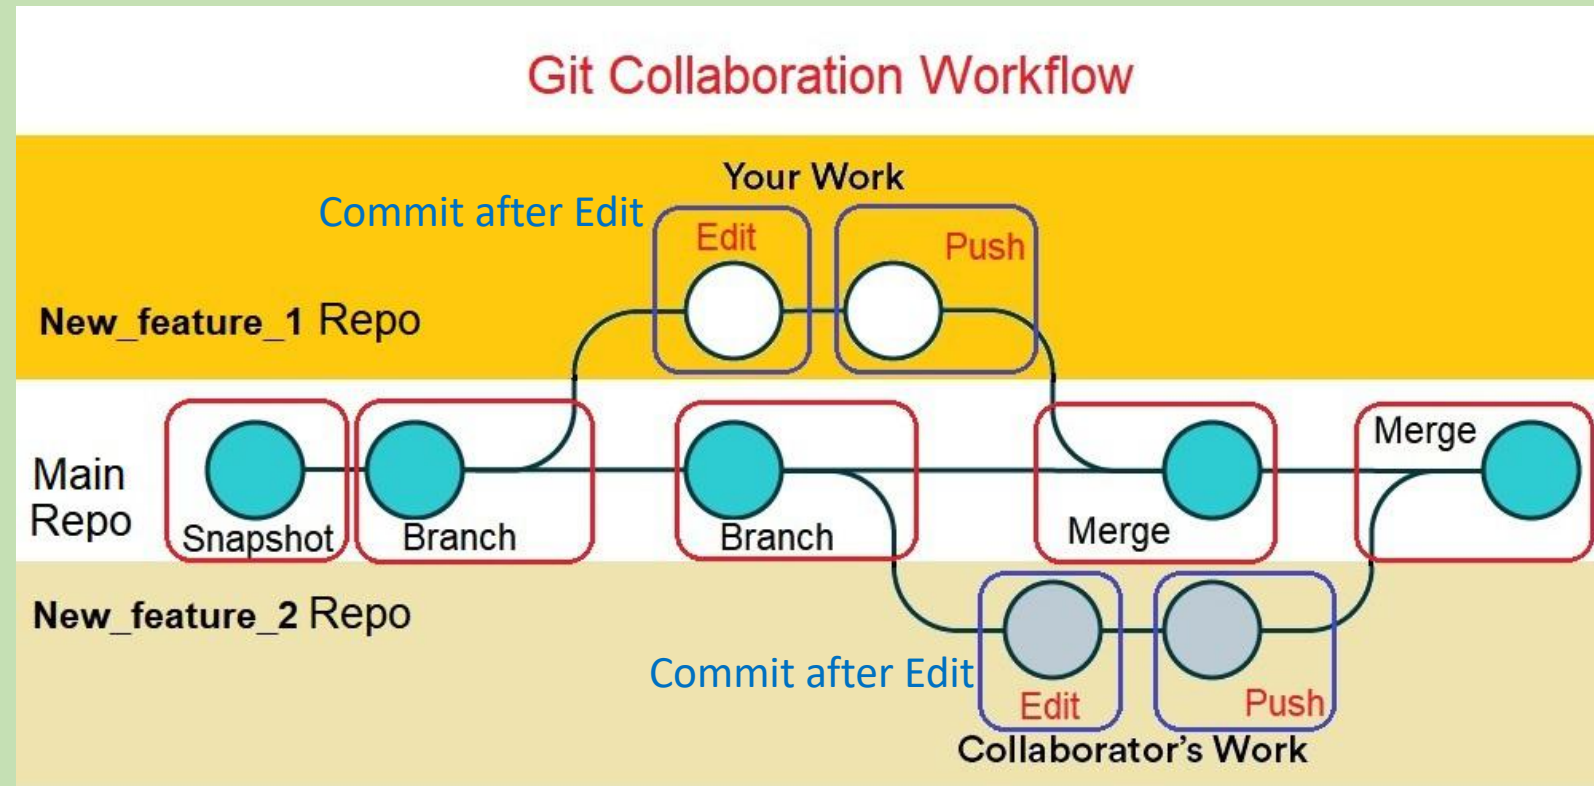 Git Collaboration Workflow
Your Work
Commit after Edit
Edit
Push
New_feature_1 Repo
Main
Repo
Snapshot
Branch
Branch
Merge
Merge
New_feature_2 Repo
Commit after Edit
Edit
Push
Collaborator's Work